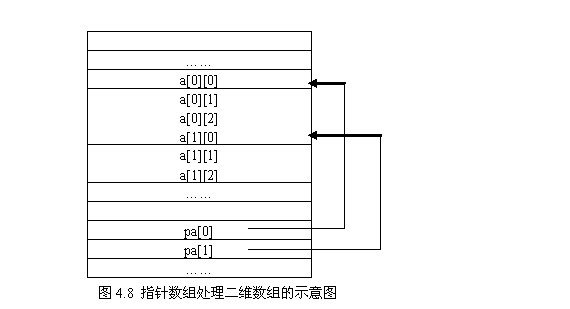 ……
a[0][0]
a[0][1]
a[0][2]
a[1][0]
a[1][1]
a[1][2]
……
pa[0]
pa[1]
……
图 4.8 指针数组处理二维数组的示意图